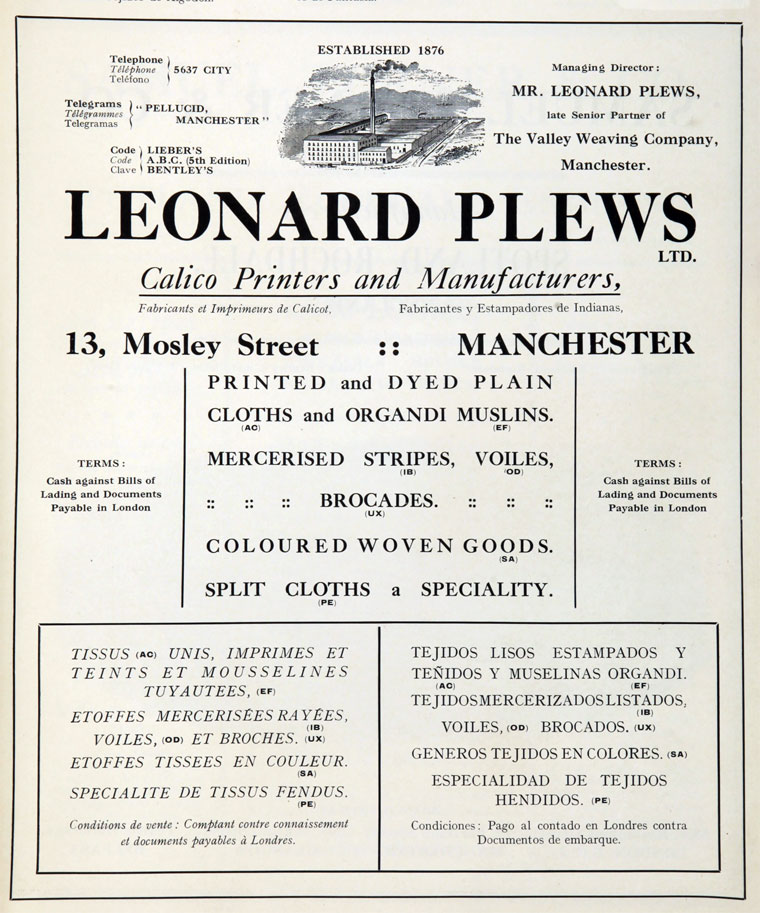 ESTABLISHED 1876
Telephone
Téléphone
Teléfono
5637 CITY
Telegrams
Télégrammes
Telegramas
"PELLUCID,
MANCHESTER"
Code
Code
Clave
LIEBER'S
A.B.C. (5th Edition)
BENTLEY'S
Managing Director:
MR. LEONARD PLEWS,
late Senior Partner of
The Valley Weaving Company,
Manchester.
LEONARD PLEWS
LTD.
Calico Printers and Manufacturers,
Fabricants et Imprimeurs de Calicot, Fabricantes y Estampadores de Indianas,
13, Mosley Street :: MANCHESTER
TERMS:
Cash against Bills of
Lading and Documents
Payable in London
PRINTED and DYED PLAIN
CLOTHS and ORGANDI MUSLINS.
(AC) (EF)
MERCERISED STRIPES, VOILES,
(IB) (OD)
:: :: :: BROCADES. :: :: ::
(UX)
COLOURED WOVEN GOODS.
(SA)
SPLIT CLOTHS a SPECIALITY.
(PE)
TERMS:
Cash against Bills of
Lading and Documents
Payable in London
TISSUS (AC) UNIS, IMPRIMES ET
TEINTS ET MOUSSELINES
TUYAUTEES, (EF)
ETOFFES MERCERISÉES RAYÉES,
(IB)
VOILES, (OD) ET BROCHES. (UX)
ETOFFES TISSEES EN COULEUR.
(SA)
SPECIALITE DE TISSUS FENDUS.
(PE)
Conditions de vente: Comptant contre connaissement
et documents payables à Londres.
TEJIDOS LISOS ESTAMPADOS Y
TEÑIDOS Y MUSELINAS ORGANDI.
(AC) (EF)
TEJIDOS MERCERIZADOS LISTADOS,
(IB)
VOILES, (OD) BROCADOS. (UX)
GENEROS TEJIDOS EN COLORES. (SA)
ESPECIALIDAD DE TEJIDOS
HENDIDOS. (PE)
Condiciones: Pago al contado en Londres contra
Documentos de embarque.